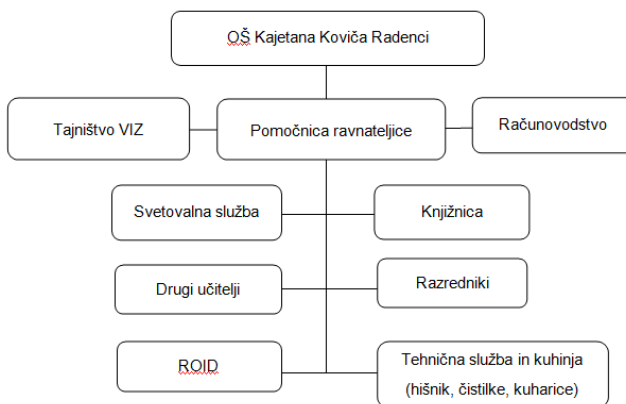 OŠ Kajetana Koviča Radenci
Tajništvo VIZ
Pomočnica ravnateljice
Računovodstvo
Svetovalna služba
Knjižnica
Drugi učitelji
Razredniki
ROID
Tehnična služba in kuhinja
(hišnik, čistilke, kuharice)